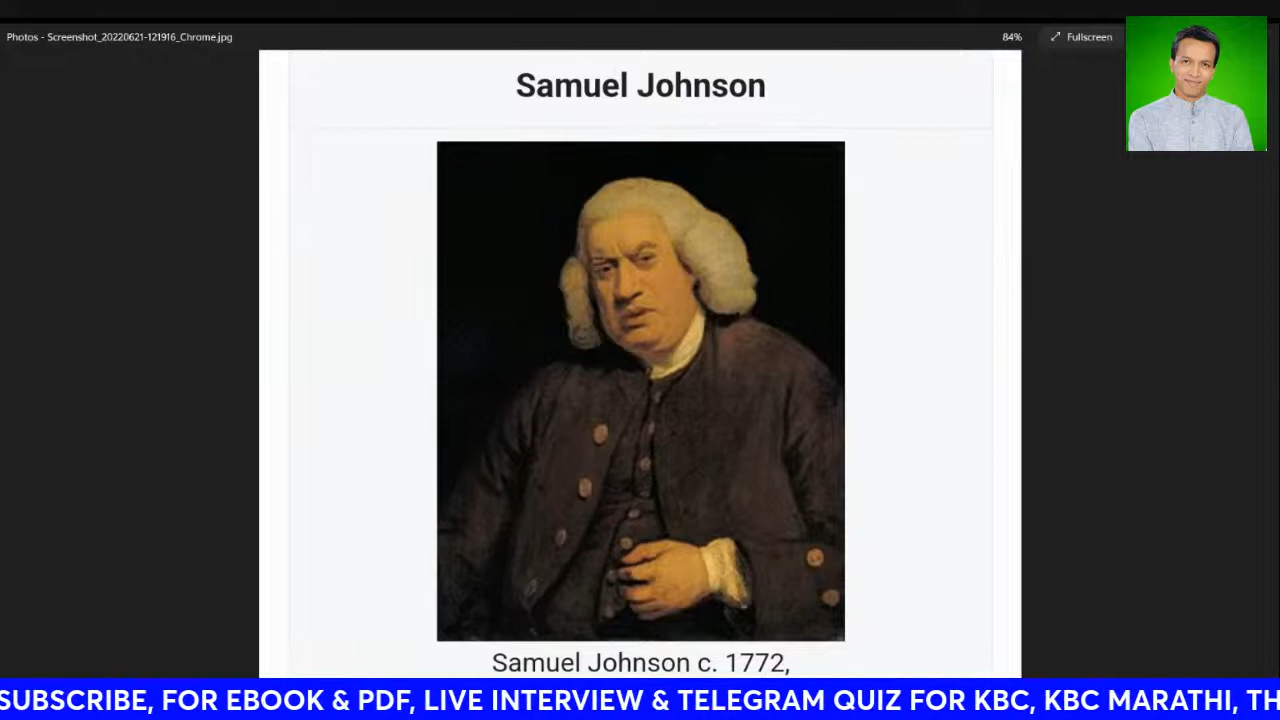 Photos - Screenshot_20220621-121916_Chrome.jpg
84%
Fullscreen
Samuel Johnson
Samuel Johnson c. 1772,
SUBSCRIBE, FOR EBOOK & PDF, LIVE INTERVIEW & TELEGRAM QUIZ FOR KBC, KBC MARATHI, TH